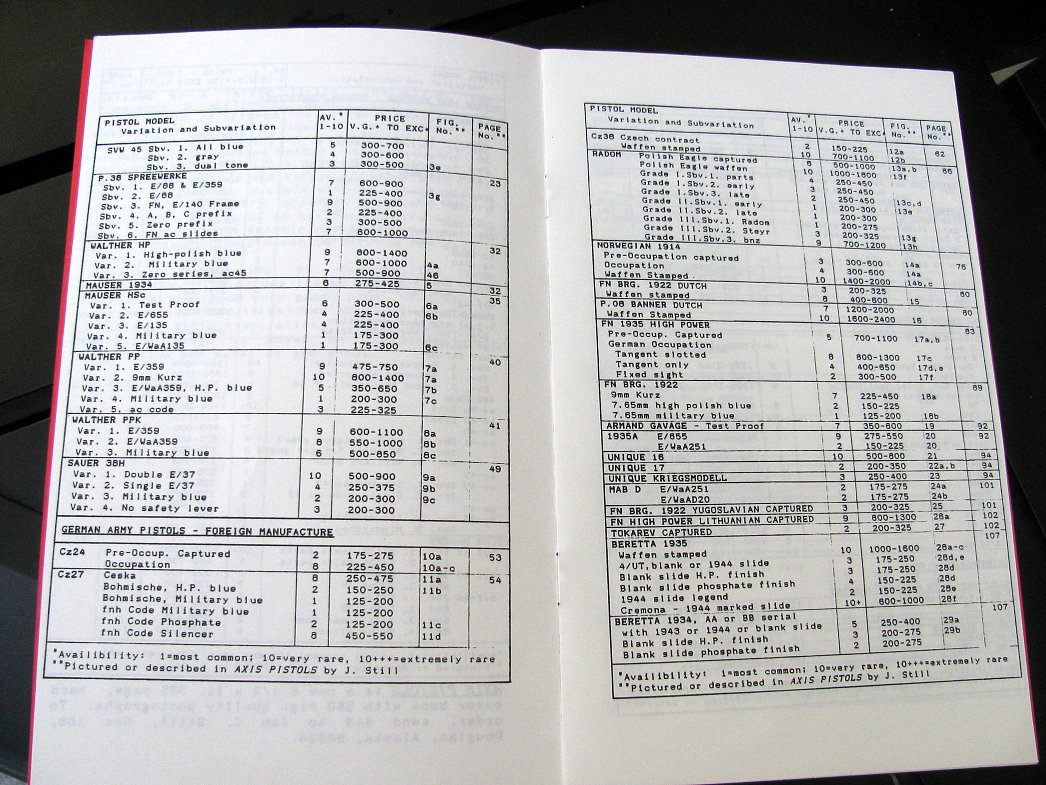 PISTOL MODEL AV.* PRICE FIG. PAGE
Variation and Subvariation 1-10 V.G.+ TO EXC. No.** No.**
SVW 45 Sbv. 1. All blue 5 300-700
Sbv. 2. gray 4 300-600
Sbv. 3. dual tone 3 300-500 3e
P.38 SPREEWERKE 23
Sbv. 1. E/88 & E/359 7 600-900
Sbv. 2. E/88 1 225-400 3g
Sbv. 3. FN, E/140 Frame 9 500-900
Sbv. 4. A, B, C prefix 2 225-400
Sbv. 5. Zero prefix 3 300-500
Sbv. 6. FN ac slides 7 600-1000
WALTHER HP 32
Var. 1. High-polish blue 9 800-1400
Var. 2. Military blue 7 600-1000 4a
Var. 3. Zero series, ac45 7 500-900 46
MAUSER 1934 6 275-425 5 32
MAUSER HSc 35
Var. 1. Test Proof 6 300-500 6a
Var. 2. E/655 4 225-400 6b
Var. 3. E/135 4 225-400
Var. 4. Military blue 1 175-300
Var. 5. E/WaA135 1 175-300 6c
WALTHER PP 40
Var. 1. E/359 9 475-750 7a
Var. 2. 9mm Kurz 10 800-1400 7a
Var. 3. E/WaA359, H.P. blue 5 350-650 7b
Var. 4. Military blue 1 200-300 7c
Var. 5. ac code 3 225-325
WALTHER PPK 41
Var. 1. E/359 9 600-1100 8a
Var. 2. E/WaA359 8 550-1000 8b
Var. 3. Military blue 6 500-850 8c
SAUER 38H 49
Var. 1. Double E/37 10 500-900 9a
Var. 2. Single E/37 4 250-375 9b
Var. 3. Military blue 2 200-300 9c
Var. 4. No safety lever 3 200-300
GERMAN ARMY PISTOLS - FOREIGN MANUFACTURE
Cz24 Pre-Occup. Captured 2 175-275 10a 53
Occupation 8 225-450 10a-c
Cz27 Ceska 8 250-475 11a 54
Bohmische, H.P. blue 2 150-250 11b
Bohmische, Military blue 1 125-200
fnh Code Military blue 1 125-200
fnh Code Phosphate 2 125-200 11c
fnh Code Silencer 8 450-550 11d
*Availibility: 1=most common; 10=very rare, 10+++=extremely rare
**Pictured or described in AXIS PISTOLS by J. Still
PISTOL MODEL AV.* PRICE FIG. PAGE
Variation and Subvariation 1-10 V.G.+ TO EXC. No.** No.**
Cz38 Czech contract 2 150-225 12a 62
Waffen stamped 10 700-1100 12b
RADOM Polish Eagle captured 8 500-1000 13a,b 66
Polish Eagle waffen 10 1000-1800 13f
Grade I.Sbv.1. parts 4 250-450
Grade I.Sbv.2. early 3 250-450
Grade I.Sbv.3. late 2 250-450 13c,d
Grade II.Sbv.1. early 1 200-300 13e
Grade II.Sbv.2. late 1 200-300
Grade III.Sbv.1. Radom 1 200-275
Grade III.Sbv.2. Steyr 2 200-325 13g
Grade III.Sbv.3. bnz 9 700-1200 13h
NORWEGIAN 1914 76
Pre-Occupation captured 3 300-600 14a
Occupation 4 300-600 14a
Waffen Stamped 10 1400-2000 14b,c
FN BRG. 1922 DUTCH 3 200-325 80
Waffen stamped 8 400-600 15
P.08 BANNER DUTCH 7 1200-2000 80
Waffen Stamped 10 1600-2400 16
FN 1935 HIGH POWER 83
Pre-Occup. Captured 5 700-1100 17a,b
German Occupation
Tangent slotted 8 800-1300 17c
Tangent only 4 400-650 17d,e
Fixed sight 2 300-500 17f
FN BRG. 1922 89
9mm Kurz 7 225-450 18a
7.65mm high polish blue 2 150-225
7.65mm military blue 1 125-200 18b
ARMAND GAVAGE - Test Proof 7 350-600 19 92
1935A E/655 9 275-550 20 92
E/WaA251 2 150-225 20
UNIQUE 16 10 500-800 21 94
UNIQUE 17 2 200-350 22a,b 94
UNIQUE KRIEGSMODELL 3 250-400 23 94
MAB D E/WaA251 2 175-275 24a 101
E/WaAD20 2 175-275 24b
FN BRG. 1922 YUGOSLAVIAN CAPTURED 3 200-325 25 101
FN HIGH POWER LITHUANIAN CAPTURED 9 800-1300 26a 102
TOKAREV CAPTURED 2 200-325 27 102
BERETTA 1935 107
Waffen stamped 10 1000-1600 28a-c
4/UT,blank or 1944 slide 3 175-250 28d,e
Blank slide H.P. finish 3 175-250 28d
Blank slide phosphate finish 4 150-225 28d
1944 slide legend 2 150-225 28e
Cremona - 1944 marked slide 10+ 600-1000 28f
BERETTA 1934, AA or BB serial 107
with 1943 or 1944 or blank slide 5 250-400 29a
Blank slide H.P. finish 3 200-275 29b
Blank slide phosphate finish 2 200-275
*Availibility: 1=most common; 10=very rare, 10+++=extremely rare
**Pictured or described in AXIS PISTOLS by J. Still